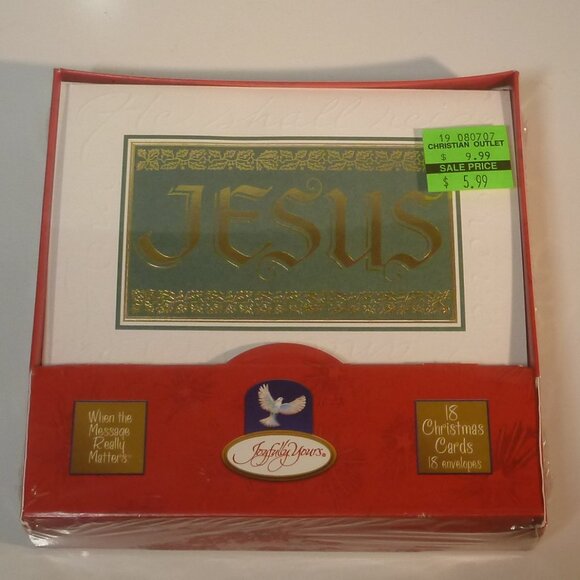 19 080707
CHRISTIAN OUTLET
$ 9.99
SALE PRICE
$ 5.99
JESUS
When the
Message
Really
Matters™
Joyfully Yours®
18
Christmas
Cards
18 envelopes